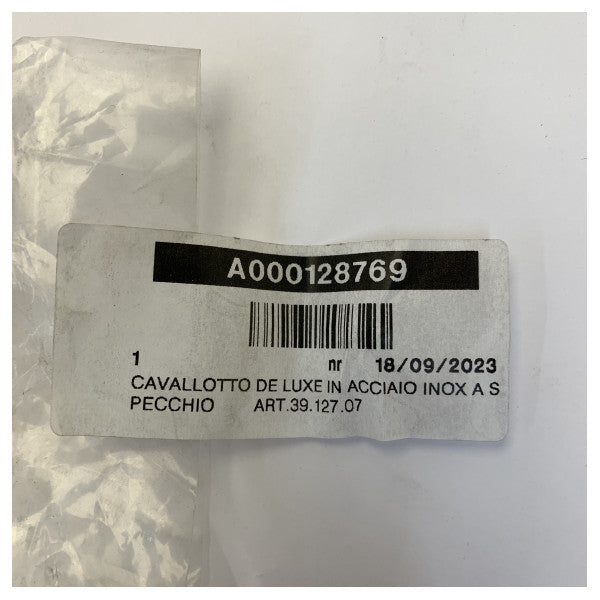 A000128769
1 nr 18/09/2023
CAVALLOTTO DE LUXE IN ACCIAIO INOX A S
PECCHIO ART.39.127.07